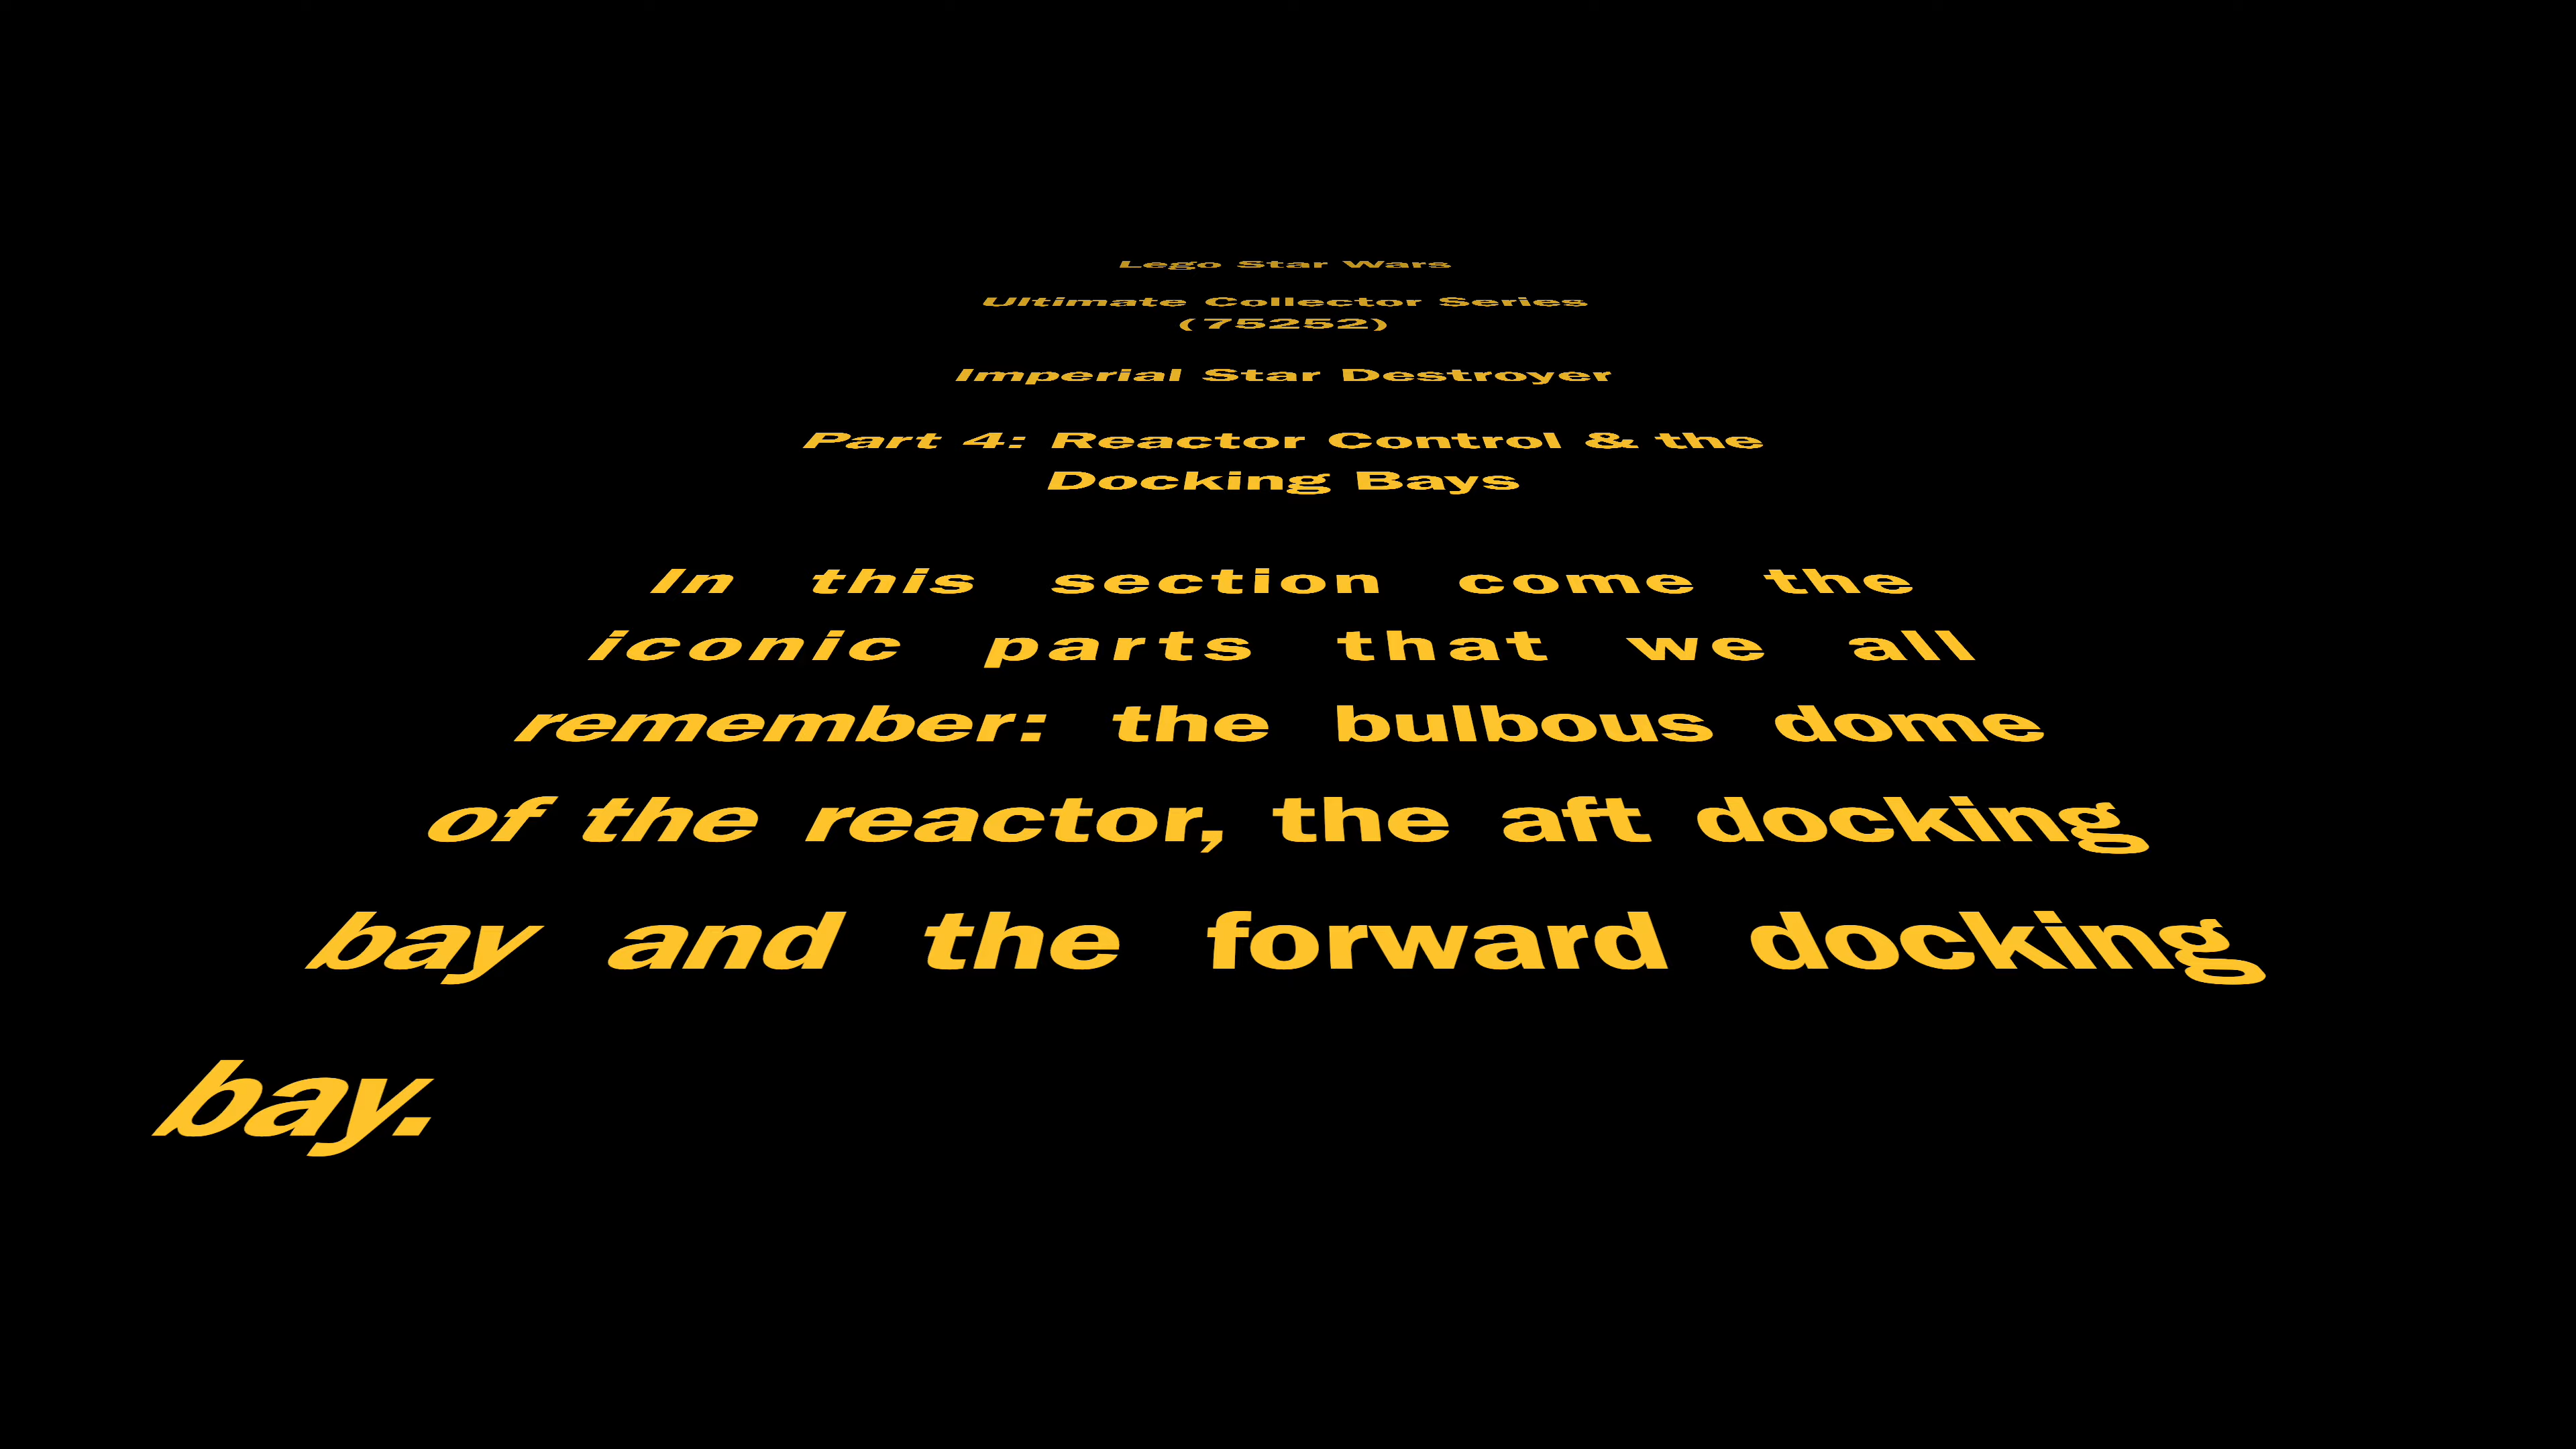 Lego Star Wars
Ultimate Collector Series
(75252)
Imperial Star Destroyer
Part 4: Reactor Control & the
Docking Bays
In this section come the
iconic parts that we all
remember: the bulbous dome
of the reactor, the aft docking
bay and the forward docking
bay.